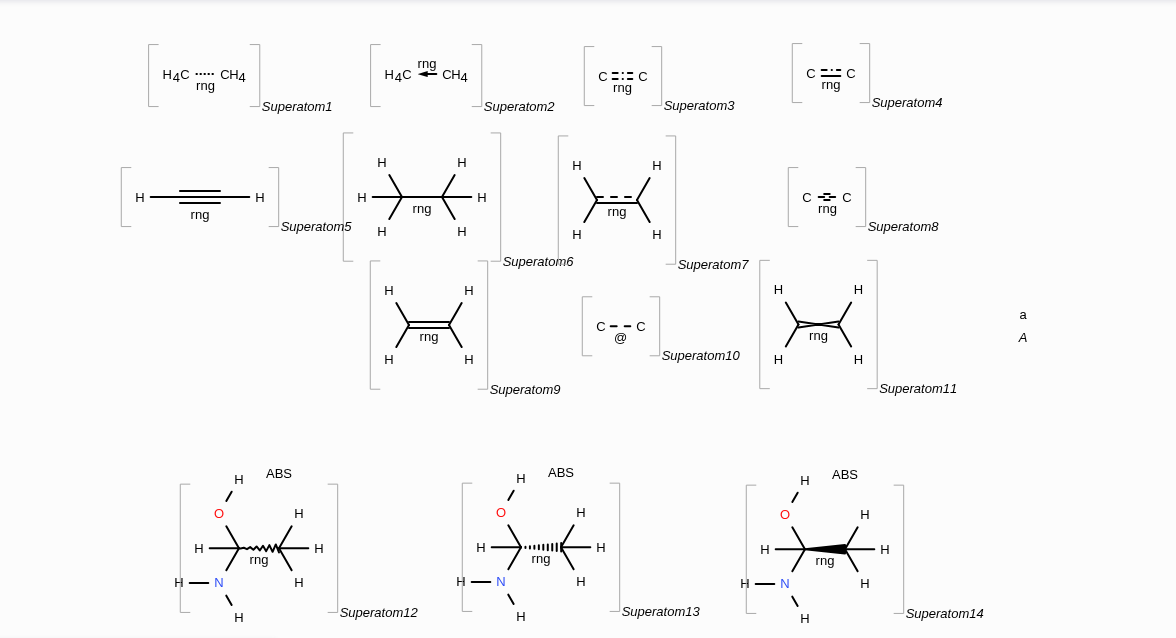 H4C CH4
rng
Superatom1
rng
H4C CH4
Superatom2
C C
rng
Superatom3
C C
rng
Superatom4
H H
rng
Superatom5
H H
H H
rng
H H
Superatom6
H H
rng
H H
Superatom7
C C
rng
Superatom8
H H
rng
H H
Superatom9
C C
@
Superatom10
H H
rng
H H
Superatom11
a
A
ABS
H
O H
H H
rng
H N H
H
Superatom12
ABS
H
O H
H H
rng
H N H
H
Superatom13
ABS
H
O H
H H
rng
H N H
H
Superatom14